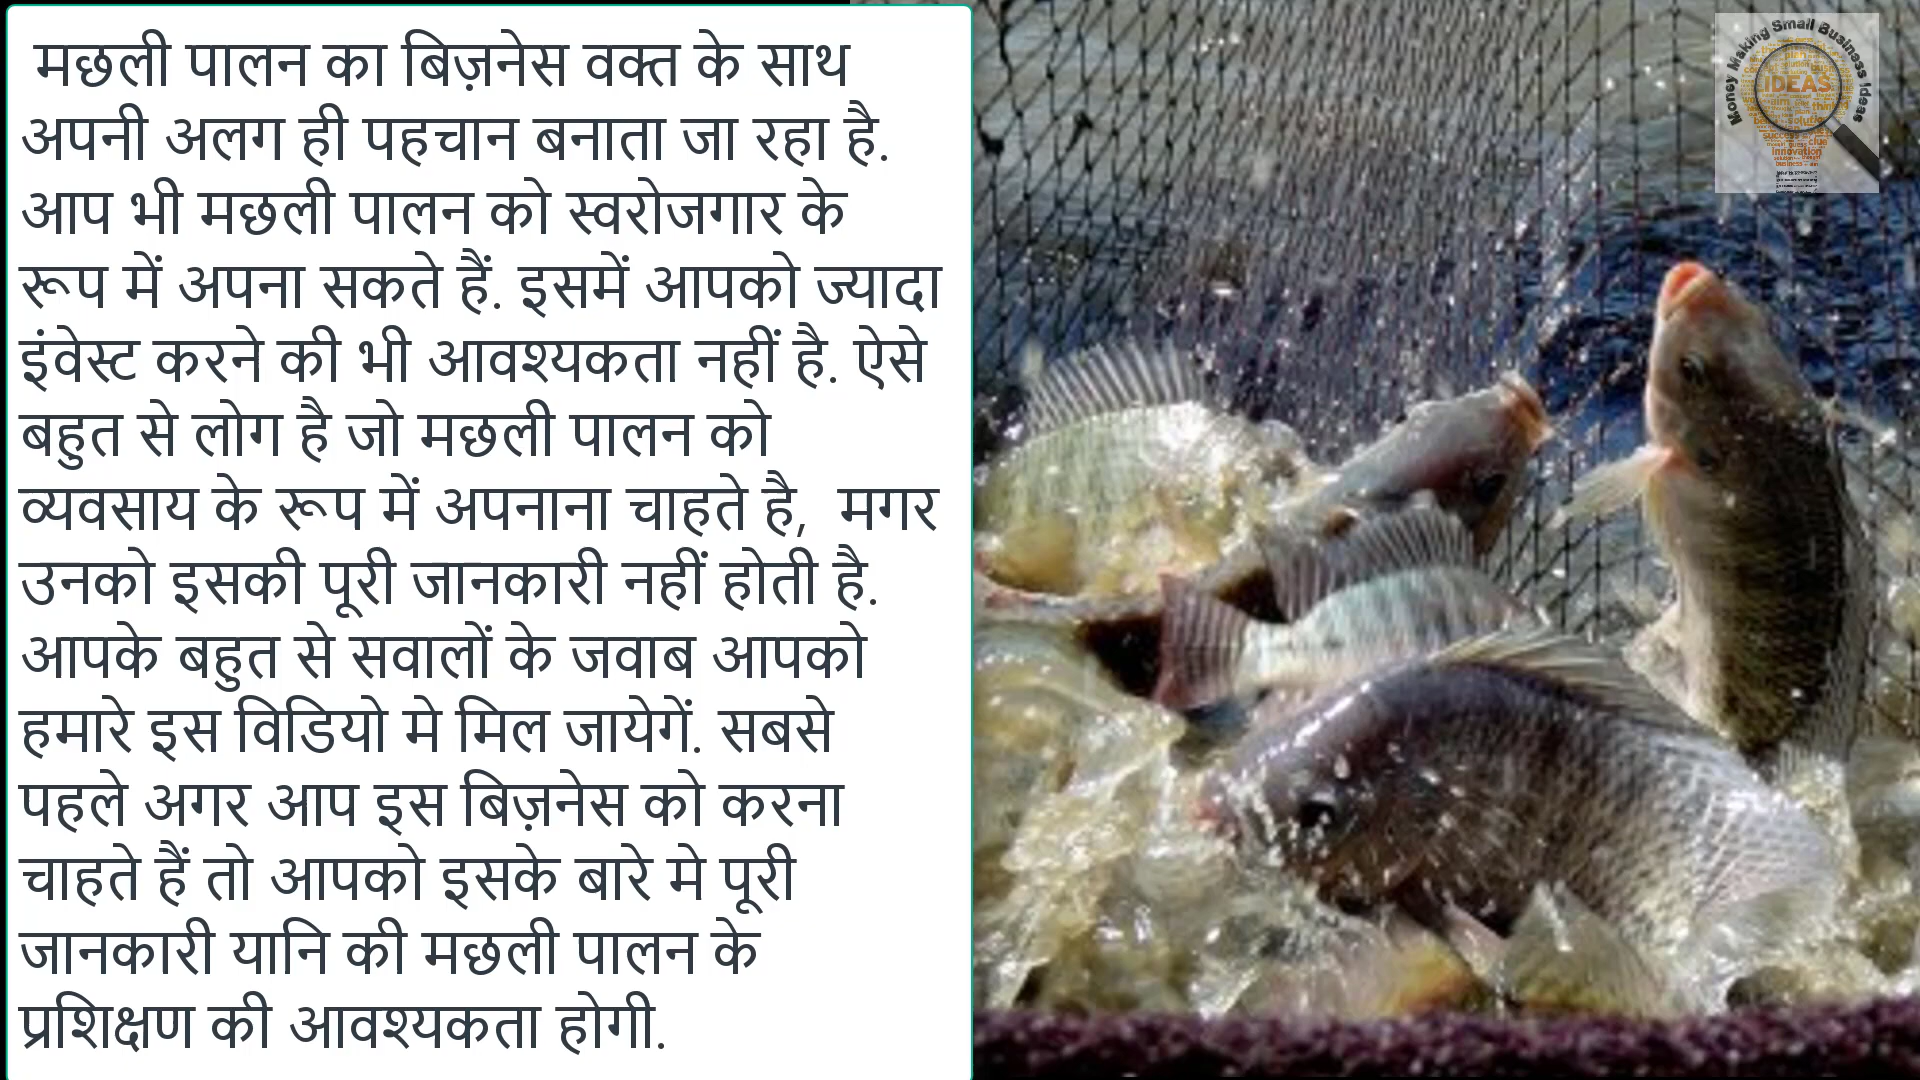 मछली पालन का बिज़नेस वक्त के साथ
अपनी अलग ही पहचान बनाता जा रहा है.
आप भी मछली पालन को स्वरोजगार के
रूप में अपना सकते हैं. इसमें आपको ज्यादा
इंवेस्ट करने की भी आवश्यकता नहीं है. ऐसे
बहुत से लोग है जो मछली पालन को
व्यवसाय के रूप में अपनाना चाहते है,  मगर
उनको इसकी पूरी जानकारी नहीं होती है.
आपके बहुत से सवालों के जवाब आपको
हमारे इस विडियो मे मिल जायेगें. सबसे
पहले अगर आप इस बिज़नेस को करना
चाहते हैं तो आपको इसके बारे मे पूरी
जानकारी यानि की मछली पालन के
प्रशिक्षण की आवश्यकता होगी.
Money Making Small Business Ideas
IDEAS
innovation